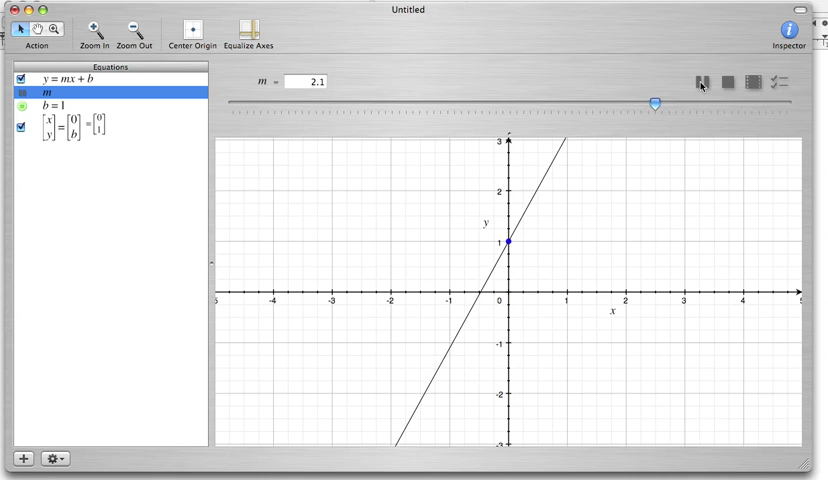 Untitled
Action
Zoom In
Zoom Out
Center Origin
Equalize Axes
Inspector
Equations
y = mx + b
m
b = 1
[x y] = [0 b] = [0 1]
m = 2.1
3
2
y
1
-4 -3 -2 -1 0 1 2 3 4 5
x
-1
-2
-3